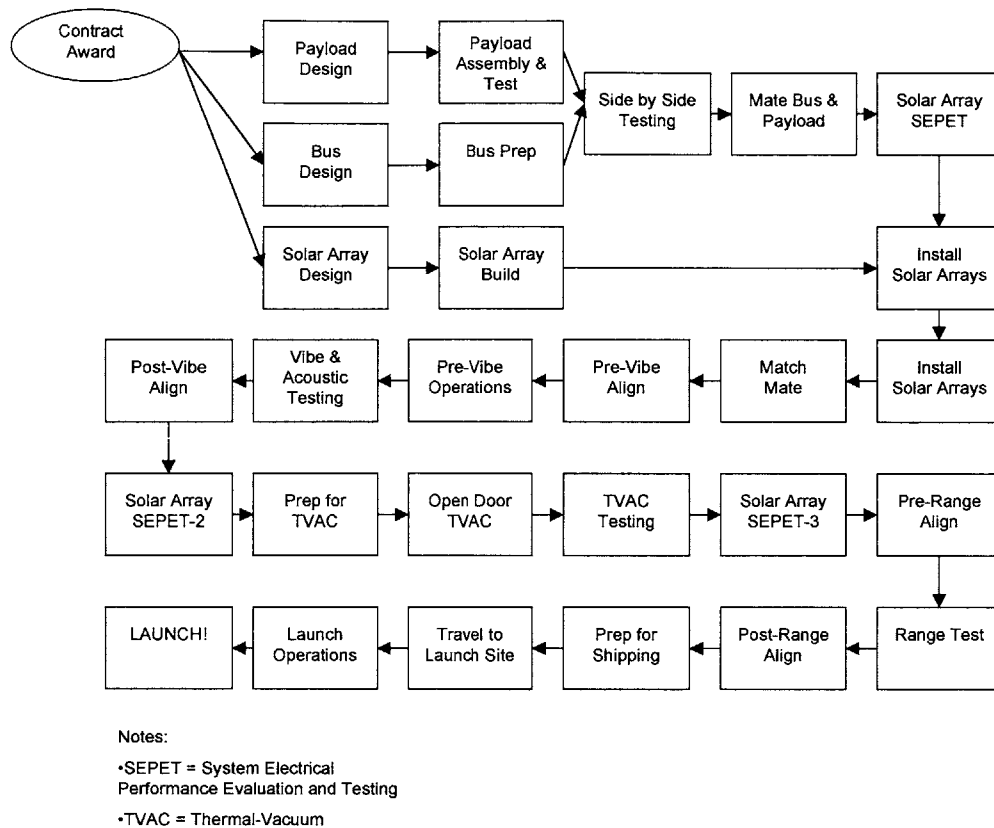 Contract
Award
Payload
Design
Payload
Assembly &
Test
Side by Side
Testing
Mate Bus &
Payload
Solar Array
SEPET
Bus
Design
Bus Prep
Solar Array
Design
Solar Array
Build
Install
Solar Arrays
Post-Vibe
Align
Vibe &
Acoustic
Testing
Pre-Vibe
Operations
Pre-Vibe
Align
Match
Mate
Install
Solar Arrays
Solar Array
SEPET-2
Prep for
TVAC
Open Door
TVAC
TVAC
Testing
Solar Array
SEPET-3
Pre-Range
Align
LAUNCH!
Launch
Operations
Travel to
Launch Site
Prep for
Shipping
Post-Range
Align
Range Test
Notes:
•SEPET = System Electrical
Performance Evaluation and Testing
•TVAC = Thermal-Vacuum